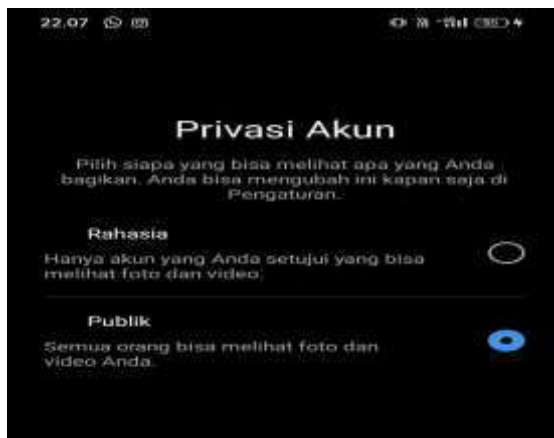 22.07
Privasi Akun
Pilih siapa yang bisa melihat apa yang Anda
bagikan. Anda bisa mengubah ini kapan saja di
Pengaturan.
Rahasia
Hanya akun yang Anda setujui yang bisa
melihat foto dan video.
Publik
Semua orang bisa melihat foto dan
video Anda.